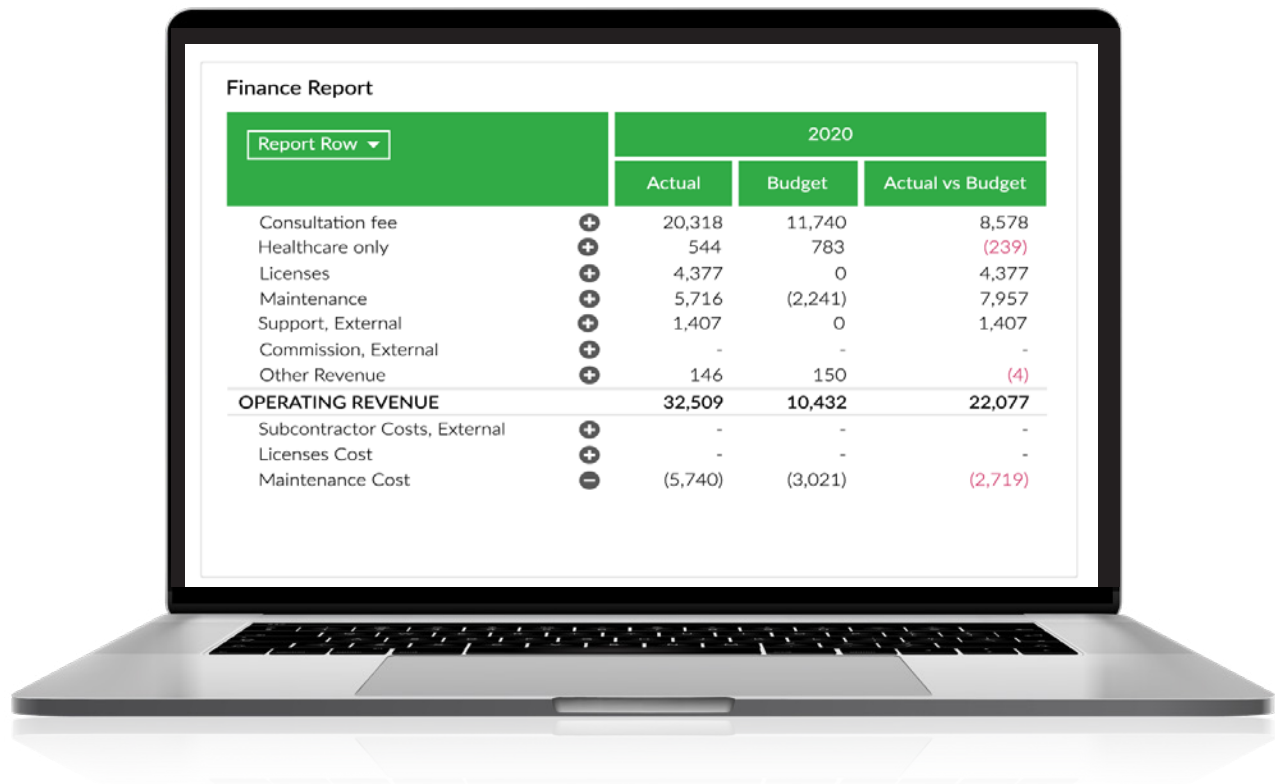 Finance Report
Report Row
2020
Actual Budget Actual vs Budget
Consultation fee 20,318 11,740 8,578
Healthcare only 544 783 (239)
Licenses 4,377 0 4,377
Maintenance 5,716 (2,241) 7,957
Support, External 1,407 0 1,407
Commission, External - - -
Other Revenue 146 150 (4)
OPERATING REVENUE 32,509 10,432 22,077
Subcontractor Costs, External - - -
Licenses Cost - - -
Maintenance Cost (5,740) (3,021) (2,719)